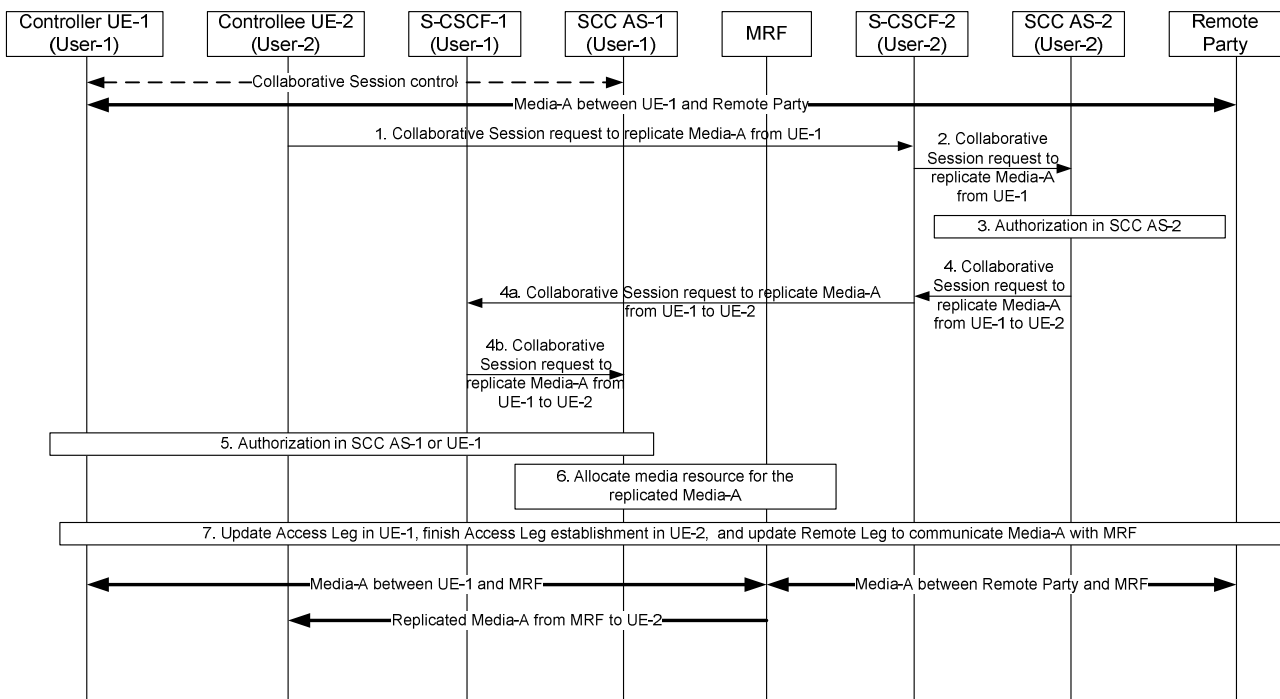 Controller UE-1
(User-1)
Controllee UE-2
(User-2)
S-CSCF-1
(User-1)
SCC AS-1
(User-1)
MRF
S-CSCF-2
(User-2)
SCC AS-2
(User-2)
Remote
Party
Collaborative Session control
Media-A between UE-1 and Remote Party
1. Collaborative Session request to replicate Media-A from UE-1
2. Collaborative
Session request to
replicate Media-A
from UE-1
3. Authorization in SCC AS-2
4. Collaborative
Session request to
replicate Media-A
from UE-1 to UE-2
4a. Collaborative Session request to replicate Media-A
from UE-1 to UE-2
4b. Collaborative
Session request to
replicate Media-A from
UE-1 to UE-2
5. Authorization in SCC AS-1 or UE-1
6. Allocate media resource for the
replicated Media-A
7. Update Access Leg in UE-1, finish Access Leg establishment in UE-2, and update Remote Leg to communicate Media-A with MRF
Media-A between UE-1 and MRF
Media-A between Remote Party and MRF
Replicated Media-A from MRF to UE-2